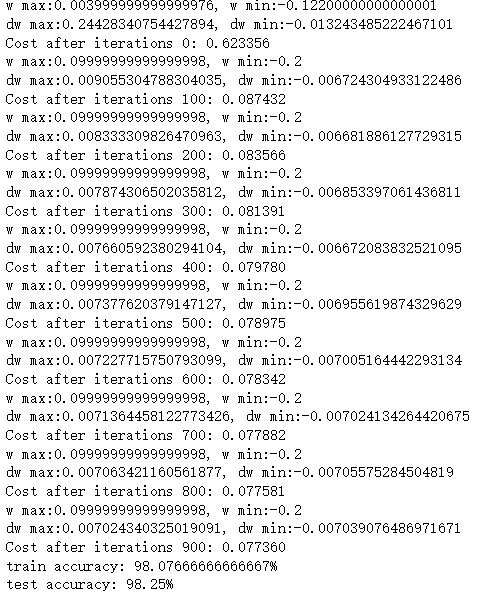 w max:0.003999999999999976, w min:-0.12200000000000001
dw max:0.24428340754427894, dw min:-0.013243485222467101
Cost after iterations 0: 0.623356
w max:0.09999999999999998, w min:-0.2
dw max:0.009055304788304035, dw min:-0.006724304933122486
Cost after iterations 100: 0.087432
w max:0.09999999999999998, w min:-0.2
dw max:0.008333309826470963, dw min:-0.006681886127729315
Cost after iterations 200: 0.083566
w max:0.09999999999999998, w min:-0.2
dw max:0.007874306502035812, dw min:-0.006853397061436811
Cost after iterations 300: 0.081391
w max:0.09999999999999998, w min:-0.2
dw max:0.007660592380294104, dw min:-0.006672083832521095
Cost after iterations 400: 0.079780
w max:0.09999999999999998, w min:-0.2
dw max:0.007377620379147127, dw min:-0.006955619874329629
Cost after iterations 500: 0.078975
w max:0.09999999999999998, w min:-0.2
dw max:0.007227715750793099, dw min:-0.007005164442293134
Cost after iterations 600: 0.078342
w max:0.09999999999999998, w min:-0.2
dw max:0.0071364458122773426, dw min:-0.007024134264420675
Cost after iterations 700: 0.077882
w max:0.09999999999999998, w min:-0.2
dw max:0.007063421160561877, dw min:-0.00705575284504819
Cost after iterations 800: 0.077581
w max:0.09999999999999998, w min:-0.2
dw max:0.007024340325019091, dw min:-0.007039076486971671
Cost after iterations 900: 0.077360
train accuracy: 98.07666666666667%
test accuracy: 98.25%